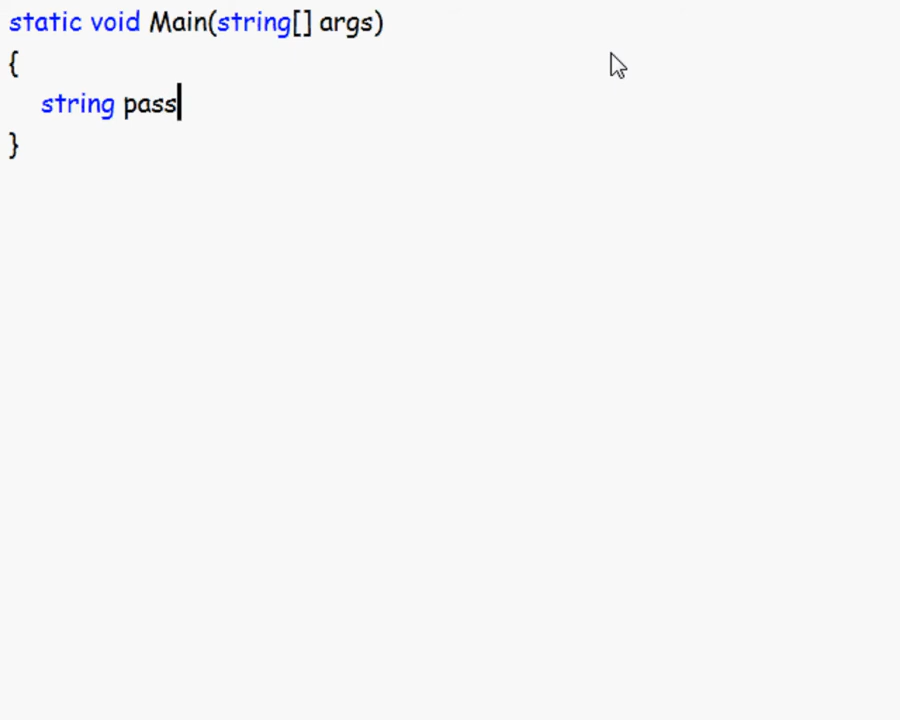 static void Main(string[] args)
{
string pass
}